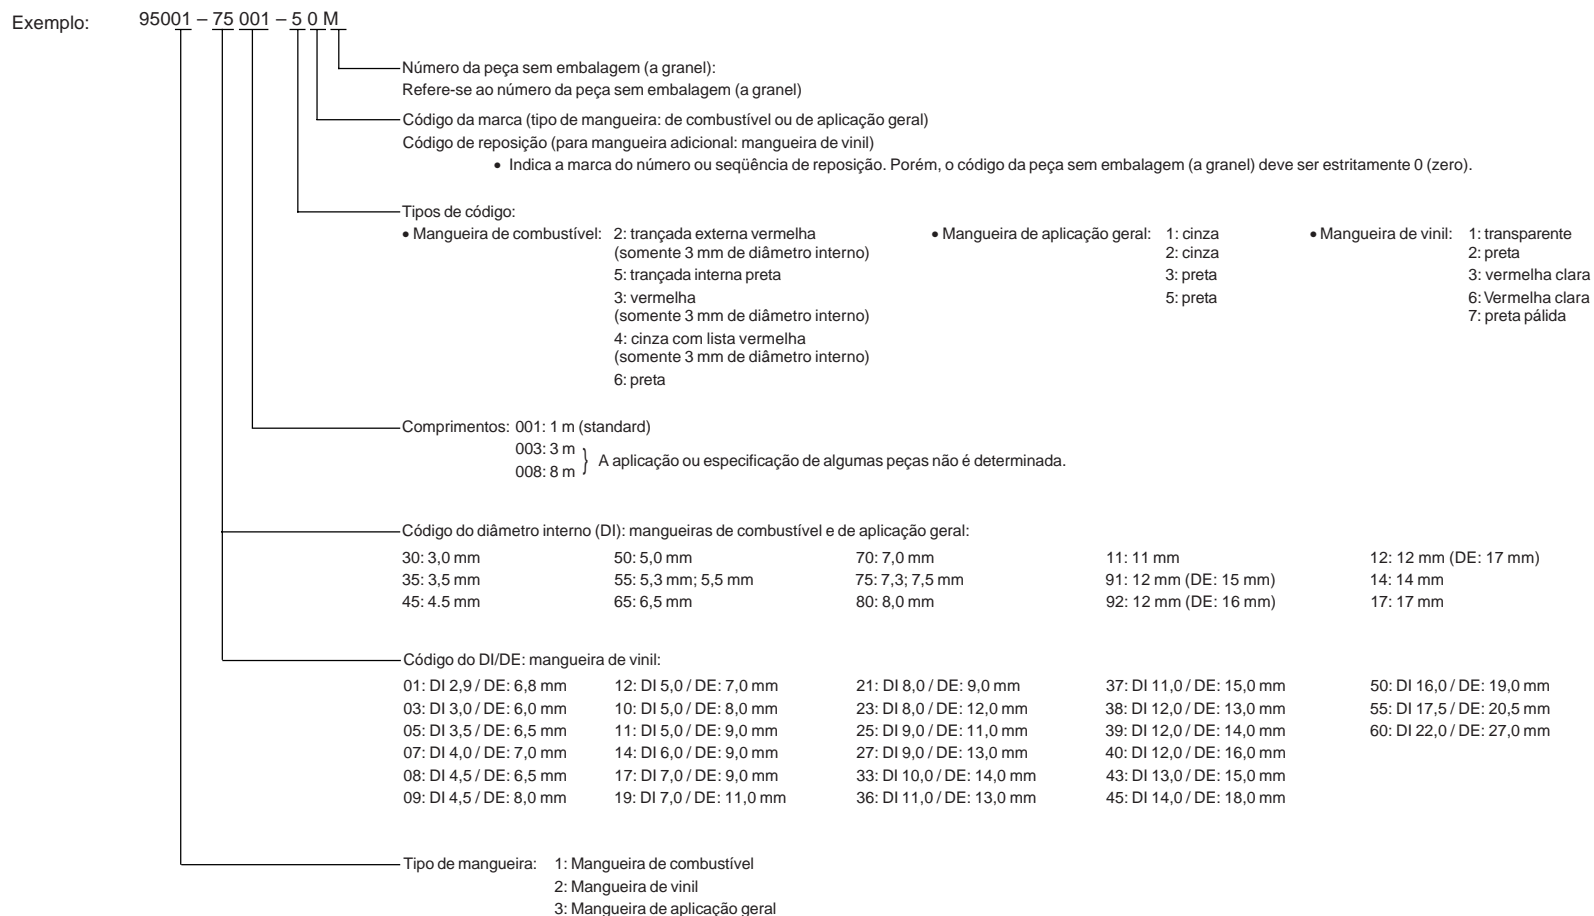 Exemplo: 95001 – 75 001 – 5 0 M
Número da peça sem embalagem (a granel):
Refere-se ao número da peça sem embalagem (a granel)
Código da marca (tipo de mangueira: de combustível ou de aplicação geral)
Código de reposição (para mangueira adicional: mangueira de vinil)
• Indica a marca do número ou seqüência de reposição. Porém, o código da peça sem embalagem (a granel) deve ser estritamente 0 (zero).
Tipos de código:
• Mangueira de combustível: 2: trançada externa vermelha
(somente 3 mm de diâmetro interno)
5: trançada interna preta
3: vermelha
(somente 3 mm de diâmetro interno)
4: cinza com lista vermelha
(somente 3 mm de diâmetro interno)
6: preta
• Mangueira de aplicação geral: 1: cinza
2: cinza
3: preta
5: preta
• Mangueira de vinil: 1: transparente
2: preta
3: vermelha clara
6: Vermelha clara
7: preta pálida
Comprimentos: 001: 1 m (standard)
003: 3 m
008: 8 m
} A aplicação ou especificação de algumas peças não é determinada.
Código do diâmetro interno (DI): mangueiras de combustível e de aplicação geral:
30: 3,0 mm 50: 5,0 mm 70: 7,0 mm 11: 11 mm 12: 12 mm (DE: 17 mm)
35: 3,5 mm 55: 5,3 mm; 5,5 mm 75: 7,3; 7,5 mm 91: 12 mm (DE: 15 mm) 14: 14 mm
45: 4.5 mm 65: 6,5 mm 80: 8,0 mm 92: 12 mm (DE: 16 mm) 17: 17 mm
Código do DI/DE: mangueira de vinil:
01: DI 2,9 / DE: 6,8 mm 12: DI 5,0 / DE: 7,0 mm 21: DI 8,0 / DE: 9,0 mm 37: DI 11,0 / DE: 15,0 mm 50: DI 16,0 / DE: 19,0 mm
03: DI 3,0 / DE: 6,0 mm 10: DI 5,0 / DE: 8,0 mm 23: DI 8,0 / DE: 12,0 mm 38: DI 12,0 / DE: 13,0 mm 55: DI 17,5 / DE: 20,5 mm
05: DI 3,5 / DE: 6,5 mm 11: DI 5,0 / DE: 9,0 mm 25: DI 9,0 / DE: 11,0 mm 39: DI 12,0 / DE: 14,0 mm 60: DI 22,0 / DE: 27,0 mm
07: DI 4,0 / DE: 7,0 mm 14: DI 6,0 / DE: 9,0 mm 27: DI 9,0 / DE: 13,0 mm 40: DI 12,0 / DE: 16,0 mm
08: DI 4,5 / DE: 6,5 mm 17: DI 7,0 / DE: 9,0 mm 33: DI 10,0 / DE: 14,0 mm 43: DI 13,0 / DE: 15,0 mm
09: DI 4,5 / DE: 8,0 mm 19: DI 7,0 / DE: 11,0 mm 36: DI 11,0 / DE: 13,0 mm 45: DI 14,0 / DE: 18,0 mm
Tipo de mangueira: 1: Mangueira de combustível
2: Mangueira de vinil
3: Mangueira de aplicação geral